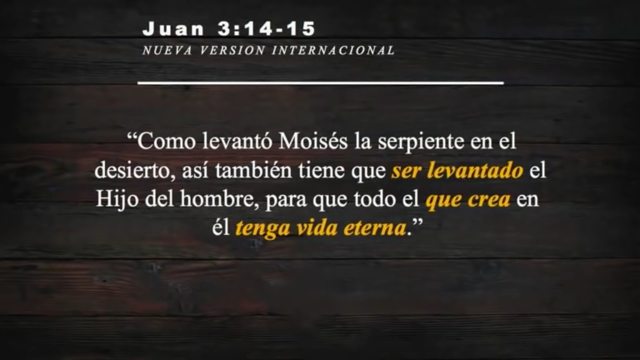 Juan 3:14-15
NUEVA VERSION INTERNACIONAL
“Como levantó Moisés la serpiente en el
desierto, así también tiene que ser levantado el
Hijo del hombre, para que todo el que crea en
él tenga vida eterna.”